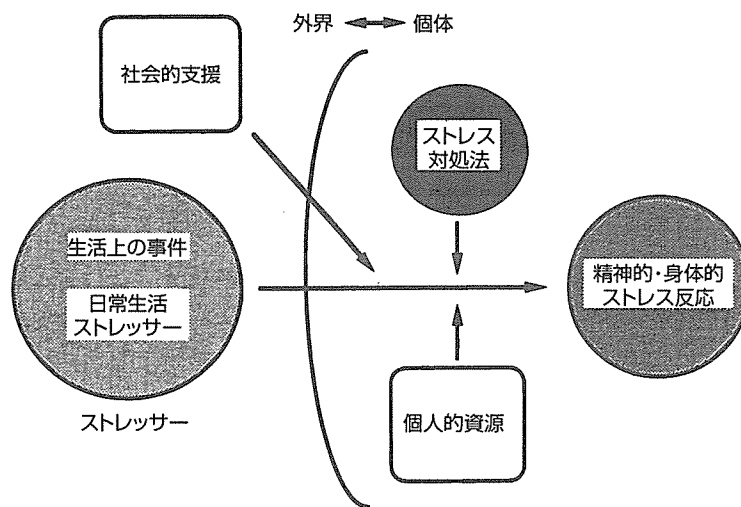 外界 ←→ 個体
社会的支援
ストレス
対処法
生活上の事件
日常生活
ストレッサー
精神的・身体的
ストレス反応
個人的資源
ストレッサー